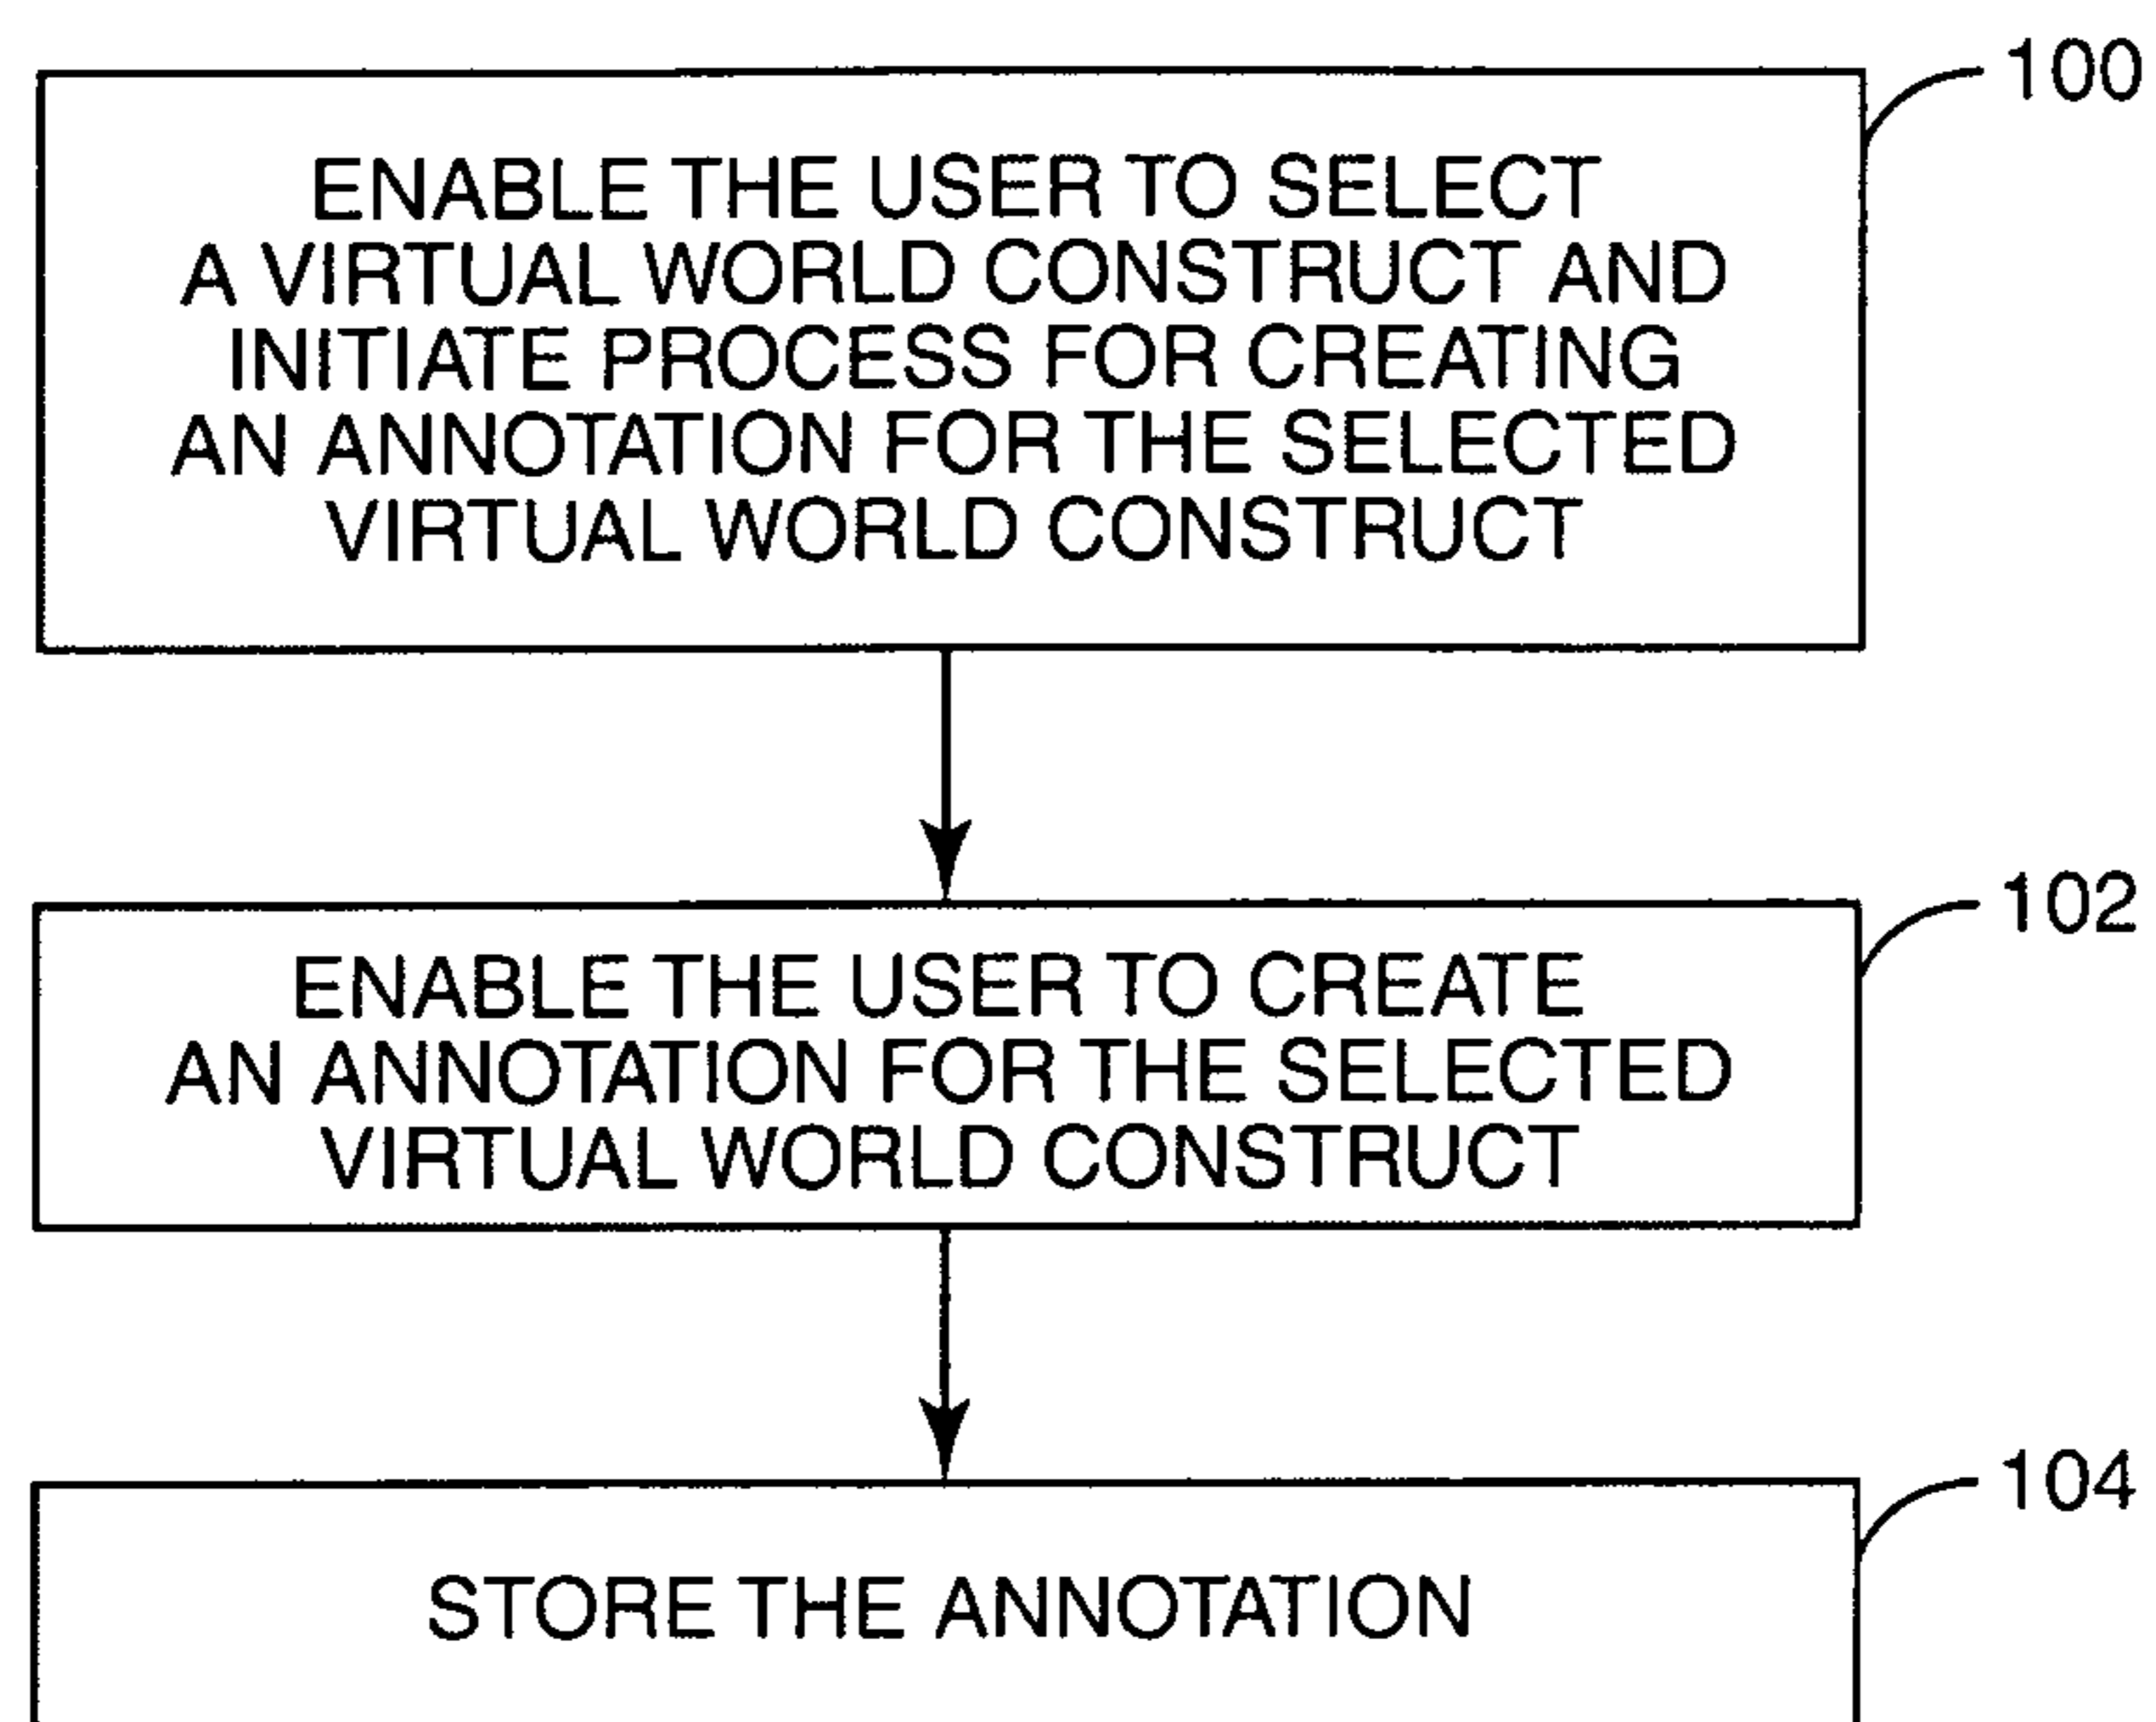 100
ENABLE THE USER TO SELECT
A VIRTUAL WORLD CONSTRUCT AND
INITIATE PROCESS FOR CREATING
AN ANNOTATION FOR THE SELECTED
VIRTUAL WORLD CONSTRUCT
102
ENABLE THE USER TO CREATE
AN ANNOTATION FOR THE SELECTED
VIRTUAL WORLD CONSTRUCT
104
STORE THE ANNOTATION